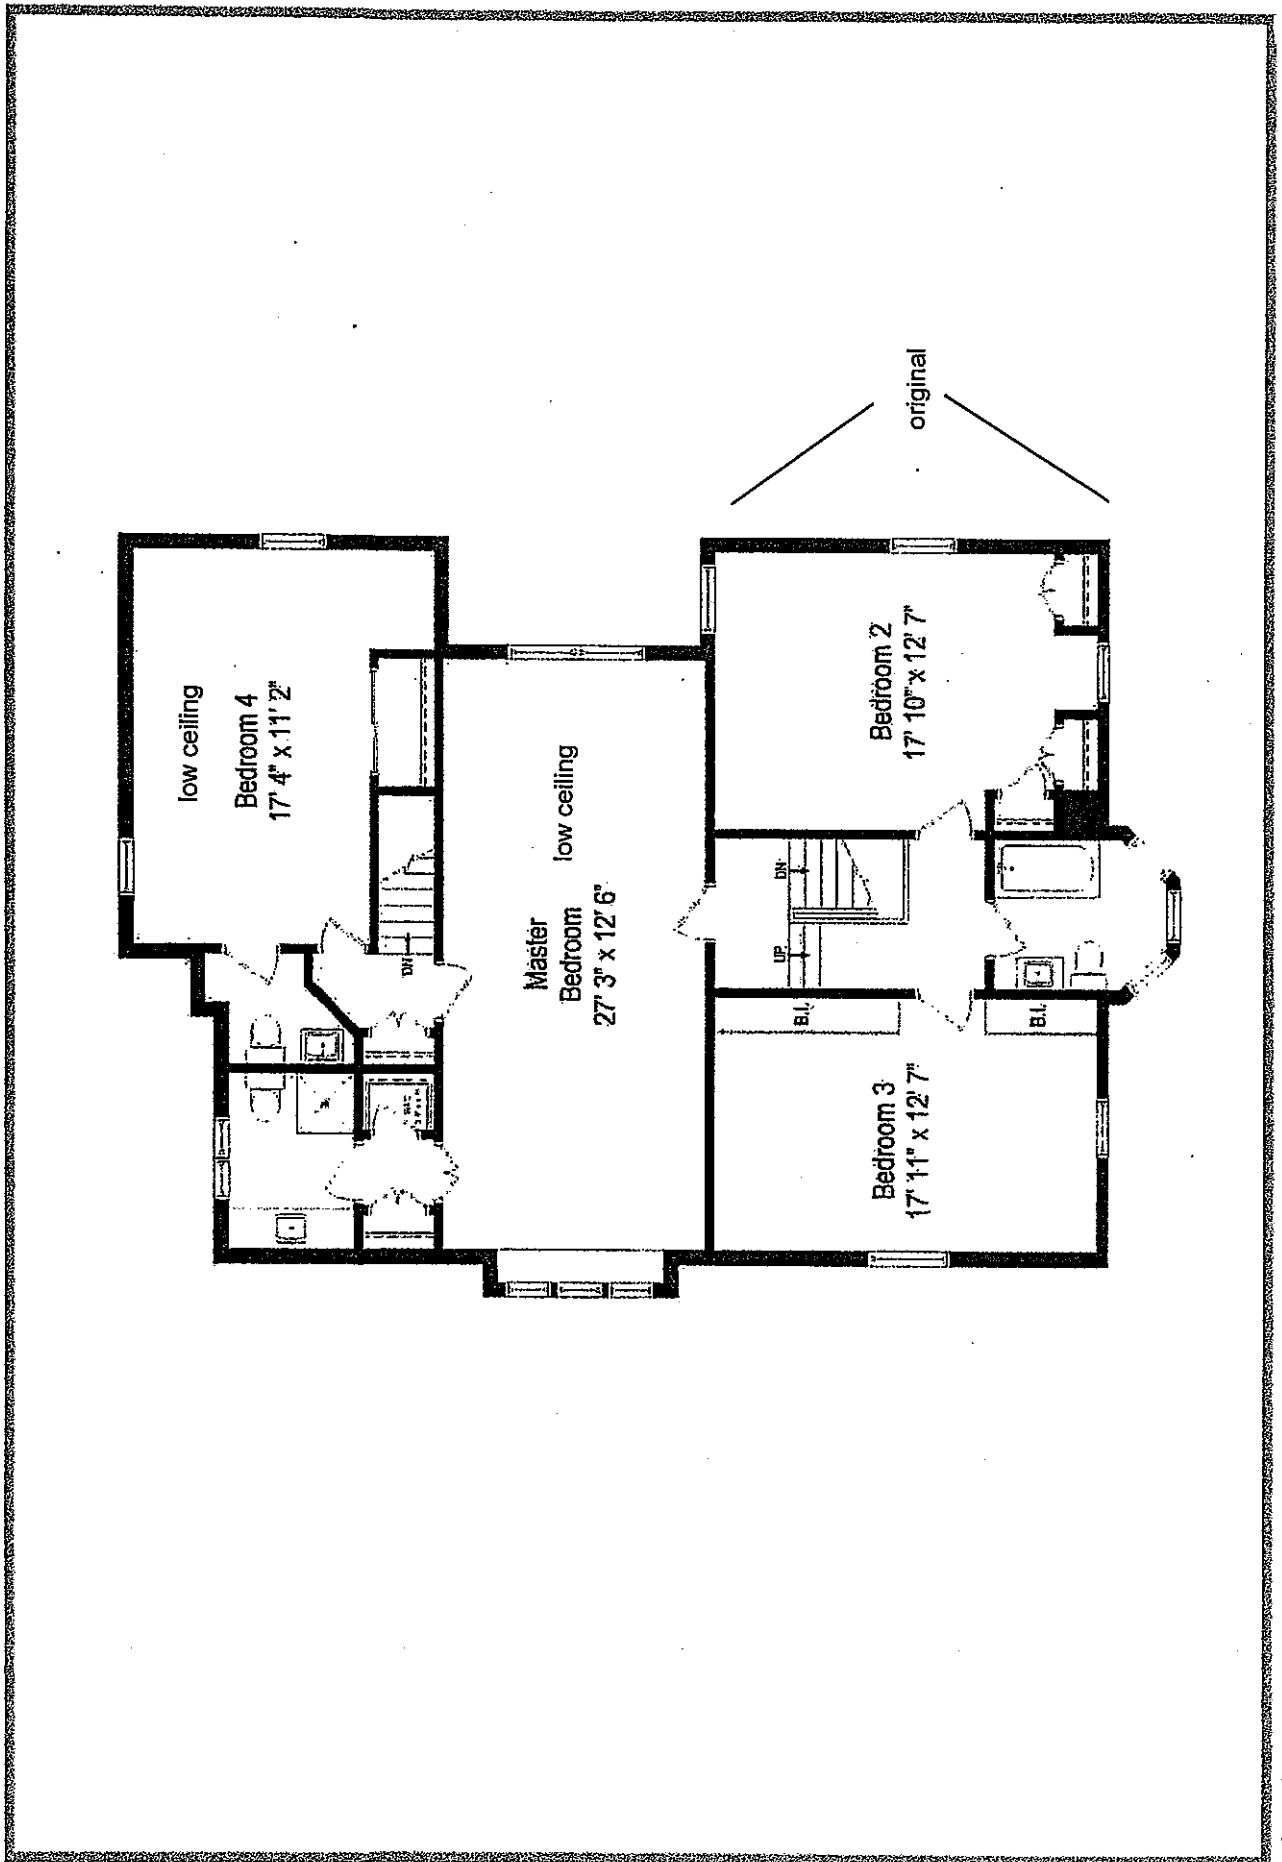 low ceiling
Bedroom 4
17' 4" x 11' 2"
DN
Master
Bedroom
27' 3" x 12' 6"
low ceiling
original
Bedroom 2
17' 10" x 12' 7"
DN
UP
B.I.
B.I.
Bedroom 3
17' 11" x 12' 7"